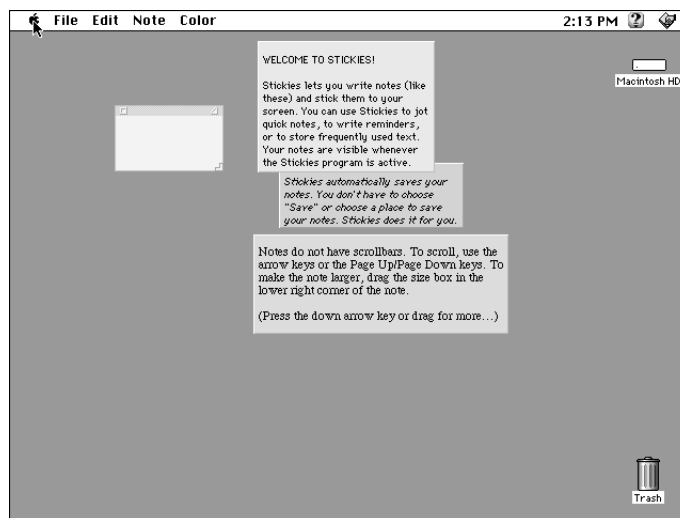 File Edit Note Color 2:13 PM
WELCOME TO STICKIES!
Stickies lets you write notes (like
these) and stick them to your
screen. You can use Stickies to jot
quick notes, to write reminders,
or to store frequently used text.
Your notes are visible whenever
the Stickies program is active.
Stickies automatically saves your
notes. You don't have to choose
"Save" or choose a place to save
your notes. Stickies does it for you.
Notes do not have scrollbars. To scroll, use the
arrow keys or the Page Up/Page Down keys. To
make the note larger, drag the size box in the
lower right corner of the note.
(Press the down arrow key or drag for more...)
Macintosh HD
Trash